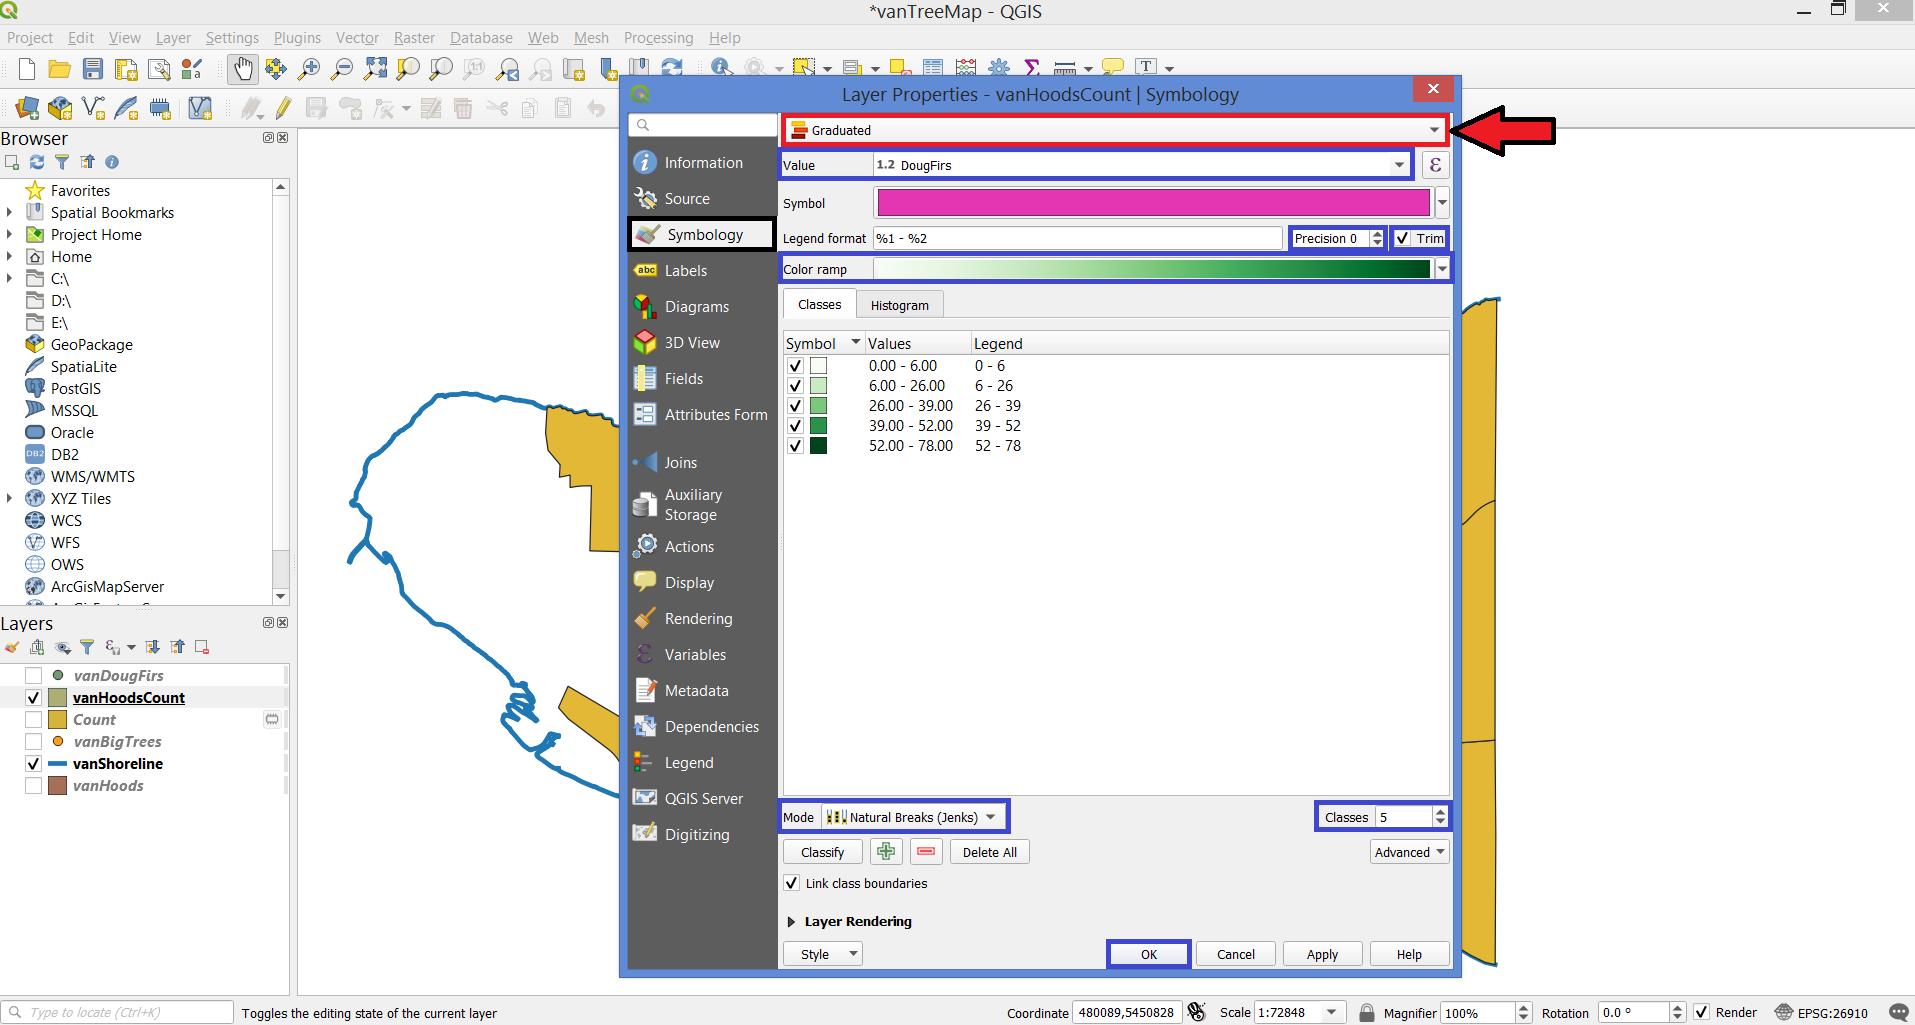 *vanTreeMap - QGIS
Project Edit View Layer Settings Plugins Vector Raster Database Web Mesh Processing Help
Browser
Favorites
Spatial Bookmarks
Project Home
Home
C:\
D:\
E:\
GeoPackage
SpatiaLite
PostGIS
MSSQL
Oracle
DB2
WMS/WMTS
XYZ Tiles
WCS
WFS
OWS
ArcGisMapServer
Layers
vanDougFirs
vanHoodsCount
Count
vanBigTrees
vanShoreline
vanHoods
Layer Properties - vanHoodsCount | Symbology
Information
Source
Symbology
Labels
Diagrams
3D View
Fields
Attributes Form
Joins
Auxiliary
Storage
Actions
Display
Rendering
Variables
Metadata
Dependencies
Legend
QGIS Server
Digitizing
Graduated
Value 1.2 DougFirs ε
Symbol
Legend format %1 - %2 Precision 0 Trim
Color ramp
Classes Histogram
Symbol Values Legend
0.00 - 6.00 0 - 6
6.00 - 26.00 6 - 26
26.00 - 39.00 26 - 39
39.00 - 52.00 39 - 52
52.00 - 78.00 52 - 78
Mode Natural Breaks (Jenks) Classes 5
Classify Delete All Advanced
Link class boundaries
Layer Rendering
Style OK Cancel Apply Help
Type to locate (Ctrl+K) Toggles the editing state of the current layer Coordinate 480089,5450828 Scale 1:72848 Magnifier 100% Rotation 0.0 ° Render EPSG:26910